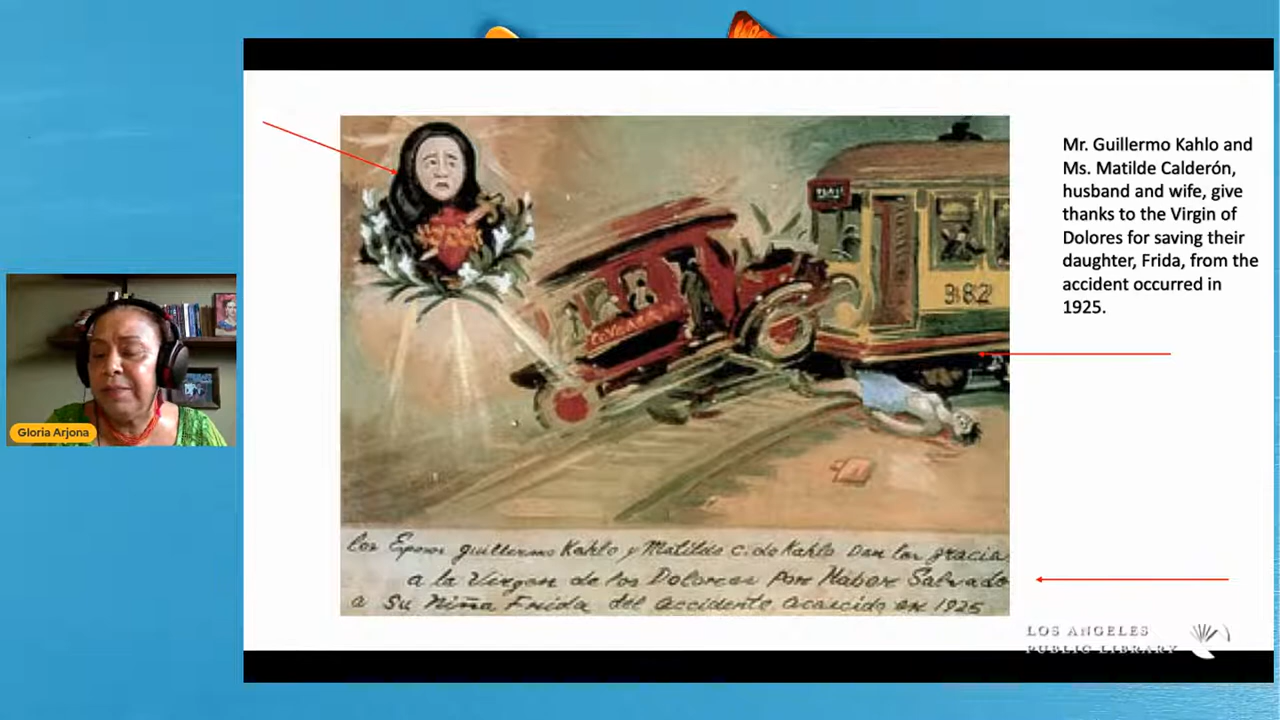 Mr. Guillermo Kahlo and
Ms. Matilde Calderón,
husband and wife, give
thanks to the Virgin of
Dolores for saving their
daughter, Frida, from the
accident occurred in
1925.
382
Gloria Arjona
los Esposos guillermo Kahlo y Matilde C. de Kahlo Dan las gracia
a la Virgen de los Dolores por Haber Salvado
a su Niña Frida del accidente acaecido en 1925
LOS ANGELES
PUBLIC LIBRARY